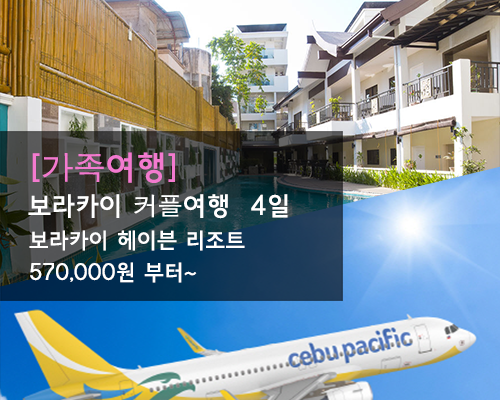 [가족여행]
보라카이 커플여행 4일
보라카이 헤이븐 리조트
570,000원 부터~
cebu pacific